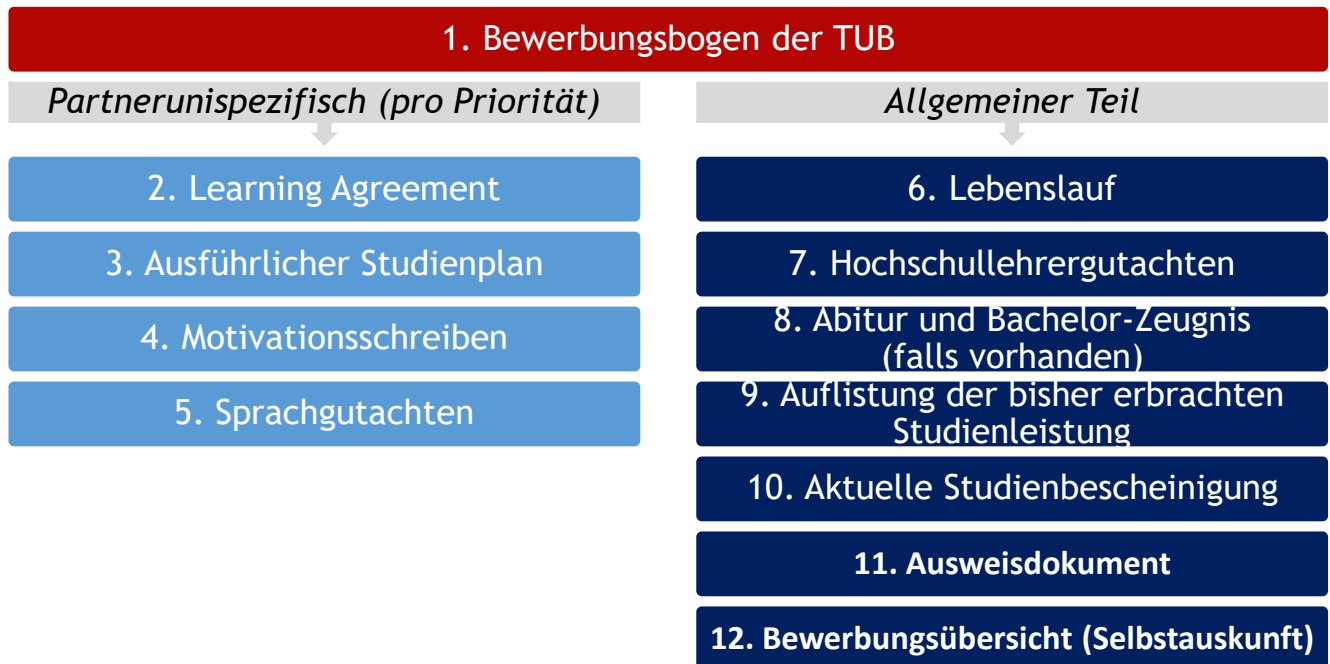 1. Bewerbungsbogen der TUB
Partnerunispezifisch (pro Priorität)
2. Learning Agreement
3. Ausführlicher Studienplan
4. Motivationsschreiben
5. Sprachgutachten
Allgemeiner Teil
6. Lebenslauf
7. Hochschullehrergutachten
8. Abitur und Bachelor-Zeugnis
(falls vorhanden)
9. Auflistung der bisher erbrachten
Studienleistung
10. Aktuelle Studienbescheinigung
11. Ausweisdokument
12. Bewerbungsübersicht (Selbstauskunft)